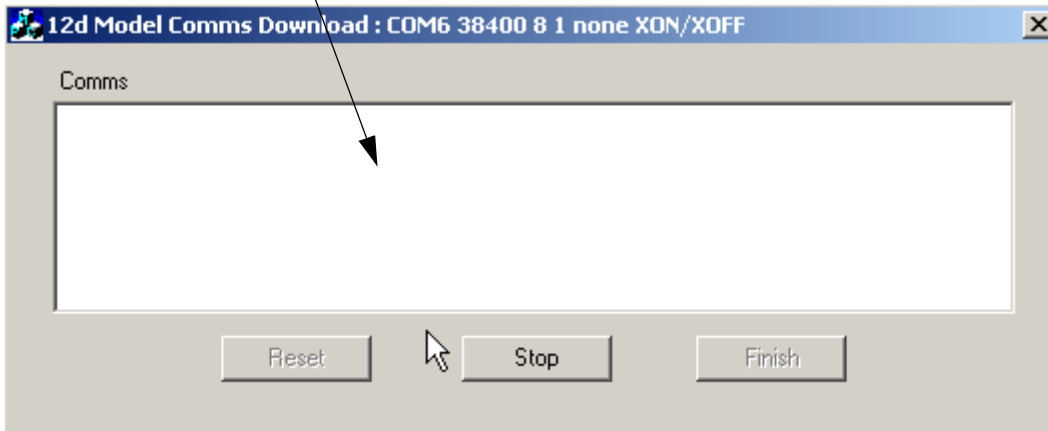 12d Model Comms Download : COM6 38400 8 1 none XON/XOFF
Comms
Reset Stop Finish